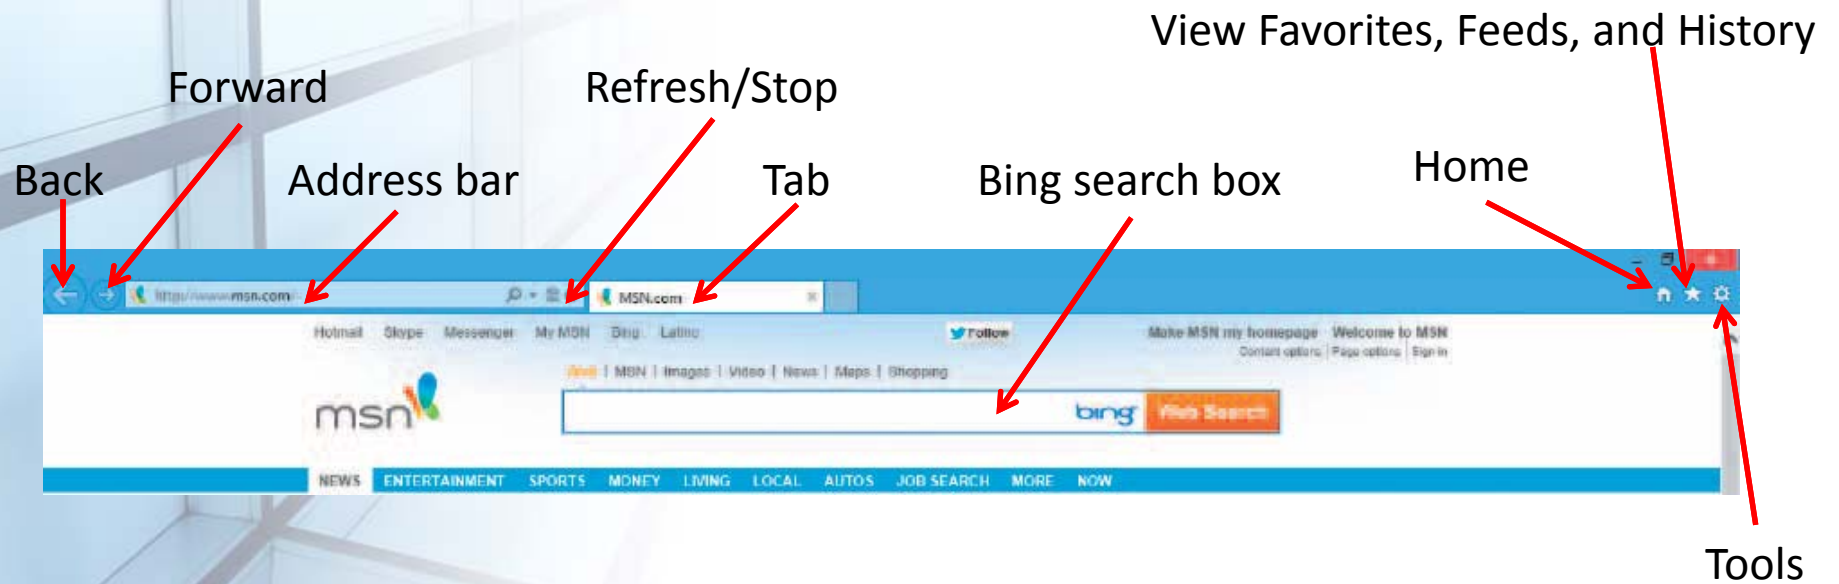 View Favorites, Feeds, and History
Forward
Refresh/Stop
Back
Address bar
Tab
Bing search box
Home
http://www.msn.com
MSN.com
Hotmail Skype Messenger My MSN Bing Latino
Follow
Make MSN my homepage Welcome to MSN
Content options | Page options | Sign in
MSN | Images | Video | News | Maps | Shopping
msn
bing Web Search
NEWS ENTERTAINMENT SPORTS MONEY LIVING LOCAL AUTOS JOB SEARCH MORE NOW
Tools